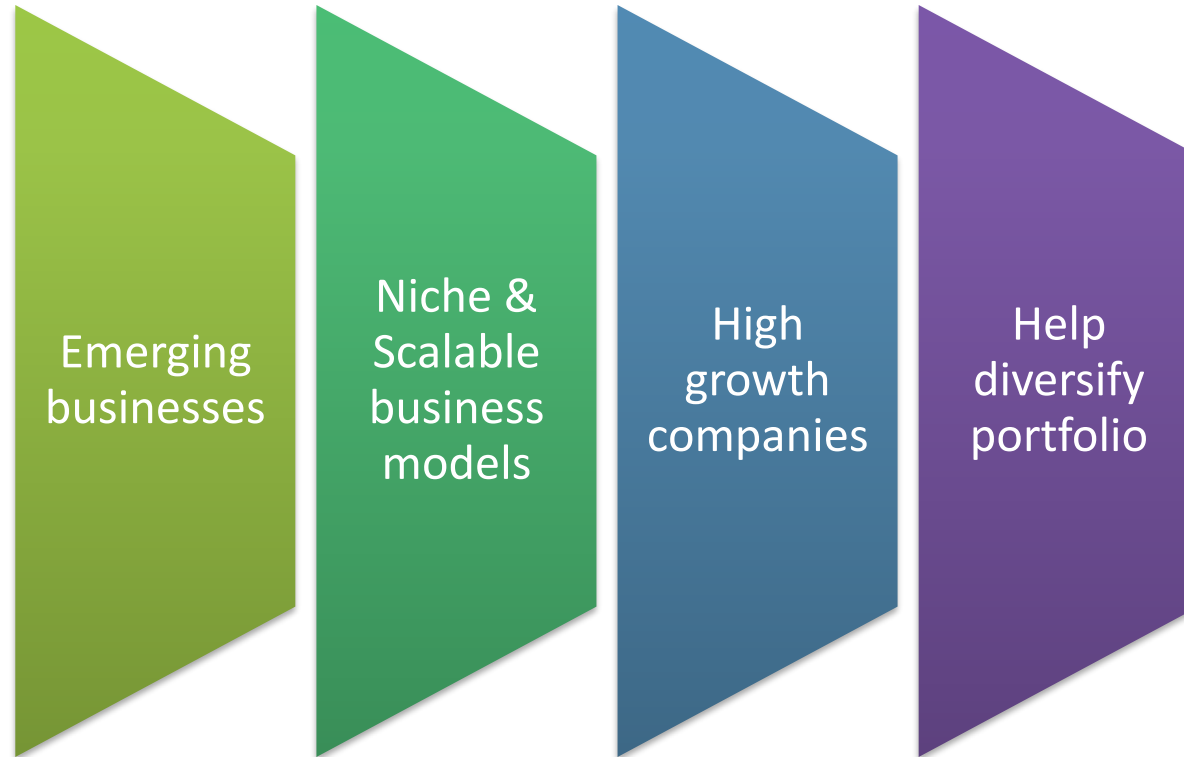 Emerging
businesses
Niche &
Scalable
business
models
High
growth
companies
Help
diversify
portfolio